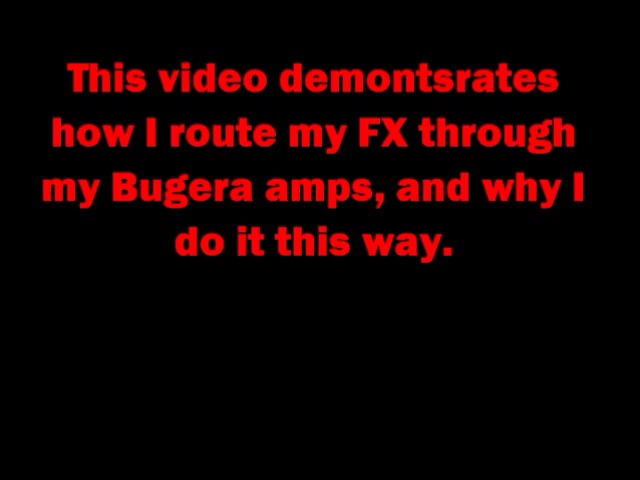 This video demontsrates
how I route my FX through
my Bugera amps, and why I
do it this way.